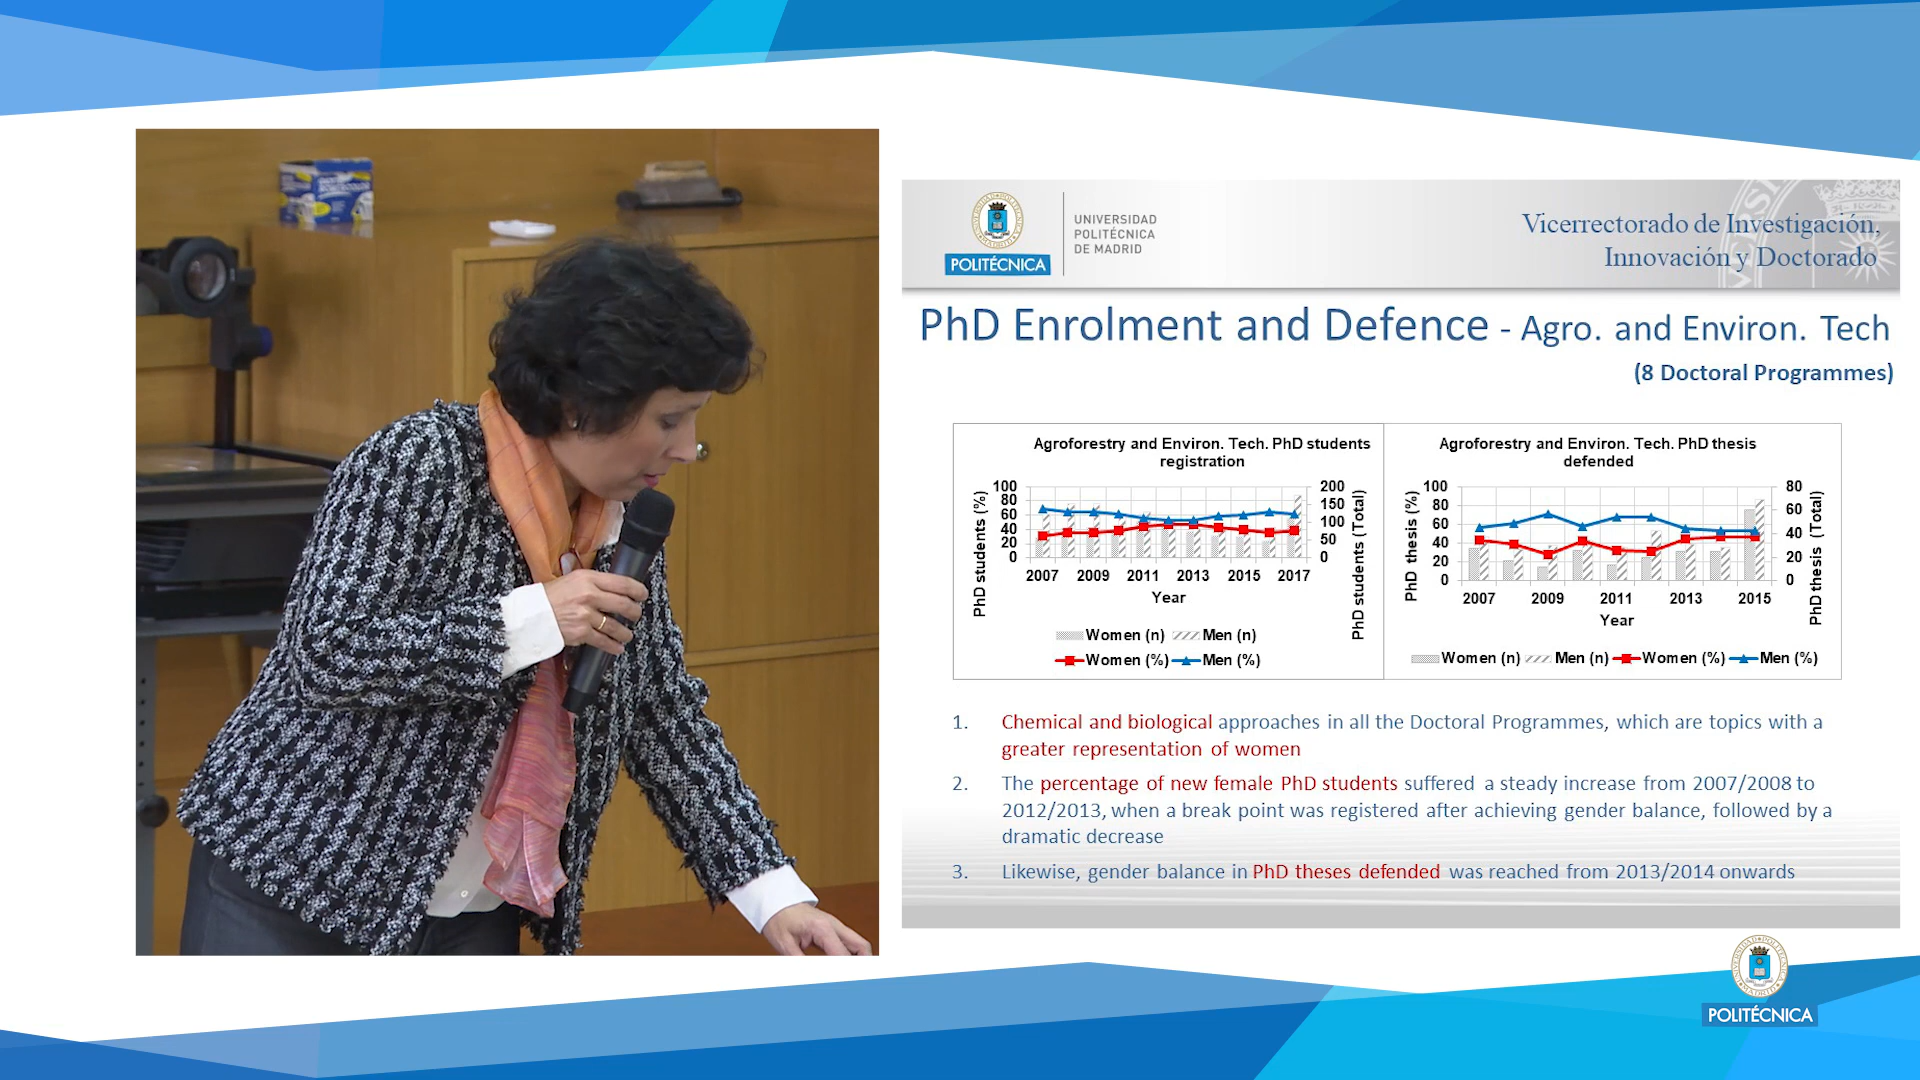 POLITÉCNICA
UNIVERSIDAD
POLITÉCNICA
DE MADRID
Vicerrectorado de Investigación,
Innovación y Doctorado
PhD Enrolment and Defence - Agro. and Environ. Tech
(8 Doctoral Programmes)
Agroforestry and Environ. Tech. PhD students
registration
PhD students (%)
100
80
60
40
20
0
200
150
100
50
0
PhD students (Total)
2007 2009 2011 2013 2015 2017
Year
Women (n) Men (n)
Women (%) Men (%)
Agroforestry and Environ. Tech. PhD thesis
defended
PhD thesis (%)
100
80
60
40
20
0
80
60
40
20
0
PhD thesis (Total)
2007 2009 2011 2013 2015
Year
Women (n) Men (n) Women (%) Men (%)
1. Chemical and biological approaches in all the Doctoral Programmes, which are topics with a
greater representation of women
2. The percentage of new female PhD students suffered a steady increase from 2007/2008 to
2012/2013, when a break point was registered after achieving gender balance, followed by a
dramatic decrease
3. Likewise, gender balance in PhD theses defended was reached from 2013/2014 onwards
POLITÉCNICA